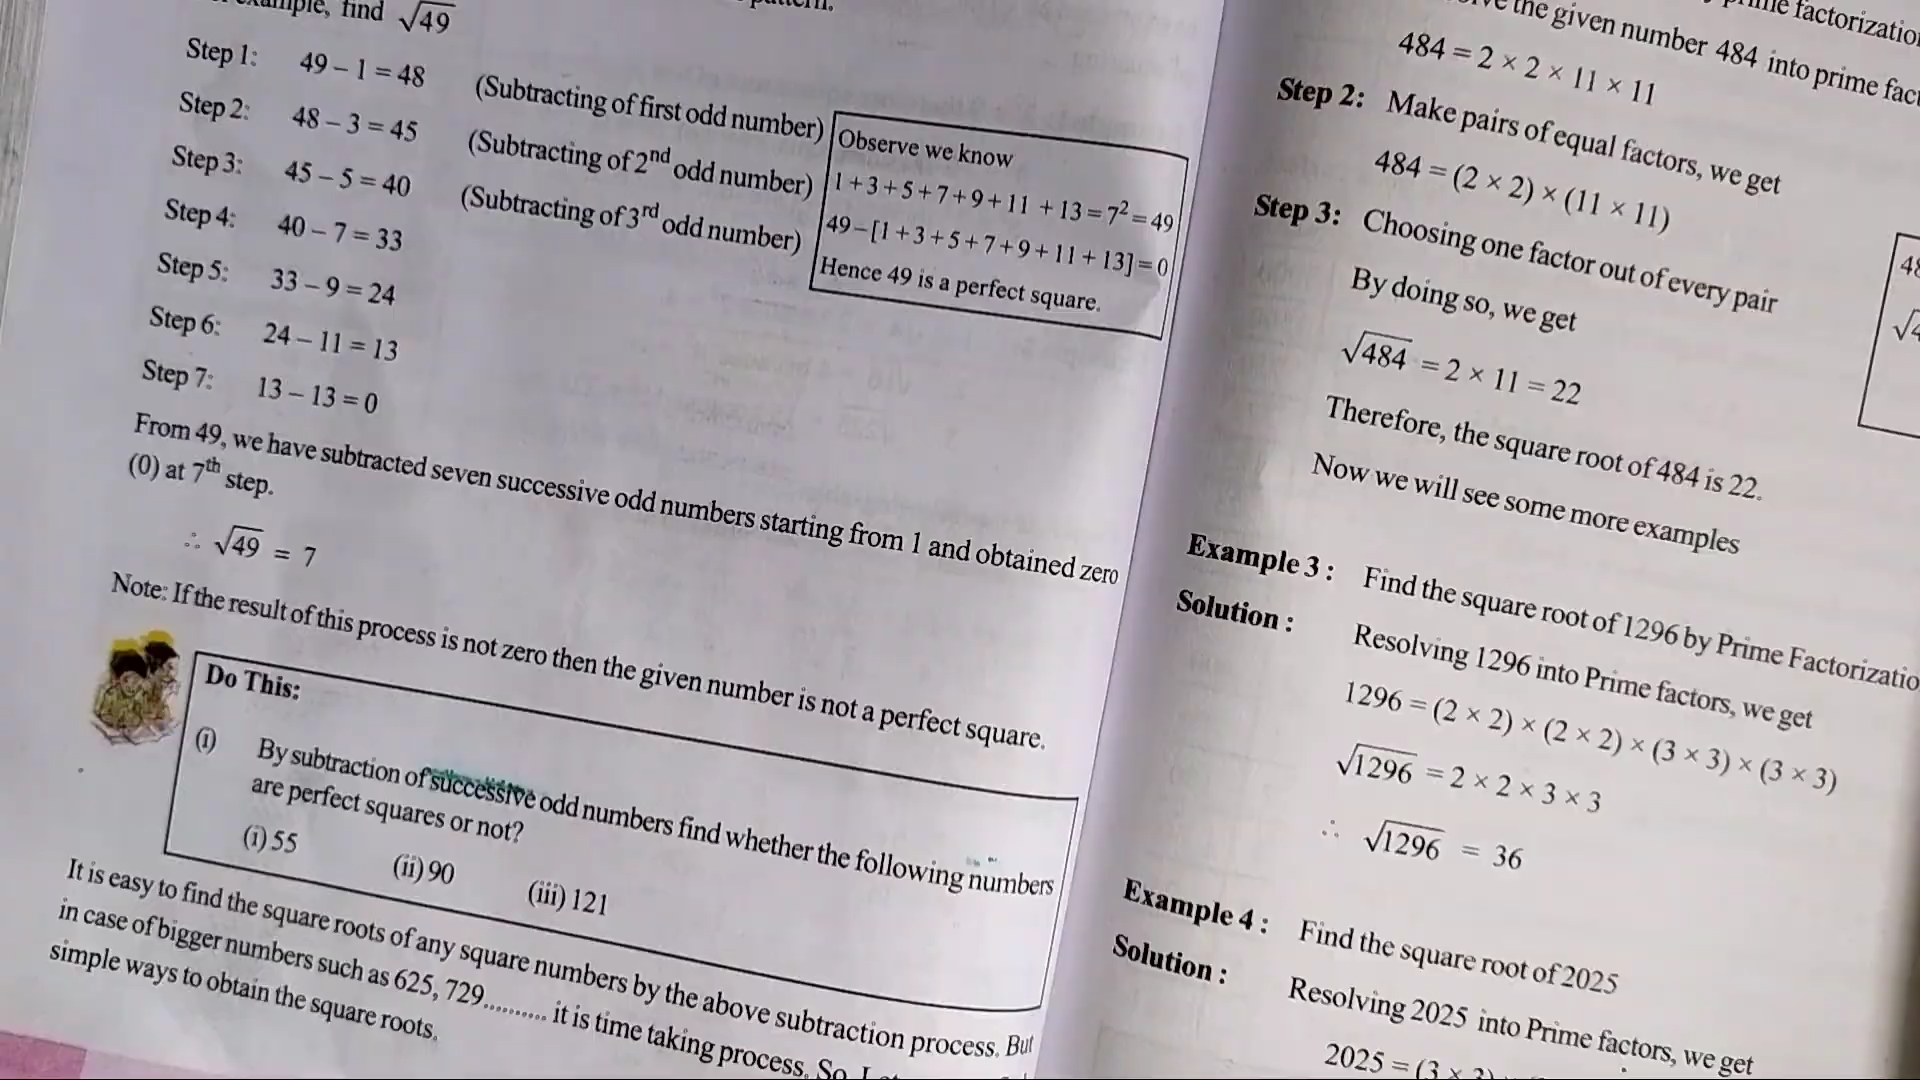 example, find √49
Step 1: 49 – 1 = 48 (Subtracting of first odd number)
Step 2: 48 – 3 = 45 (Subtracting of 2nd odd number)
Step 3: 45 – 5 = 40 (Subtracting of 3rd odd number)
Step 4: 40 – 7 = 33
Step 5: 33 – 9 = 24
Step 6: 24 – 11 = 13
Step 7: 13 – 13 = 0
Observe we know
1 + 3 + 5 + 7 + 9 + 11 + 13 = 7² = 49
49 – [1 + 3 + 5 + 7 + 9 + 11 + 13] = 0
Hence 49 is a perfect square.
From 49, we have subtracted seven successive odd numbers starting from 1 and obtained zero
(0) at 7th step.
∴ √49 = 7
Note: If the result of this process is not zero then the given number is not a perfect square.
Do This:
(i) By subtraction of successive odd numbers find whether the following numbers
are perfect squares or not?
(i) 55 (ii) 90 (iii) 121
It is easy to find the square roots of any square numbers by the above subtraction process. But
in case of bigger numbers such as 625, 729.......... it is time taking process. So,
simple ways to obtain the square roots.
the given number 484 into prime
484 = 2 × 2 × 11 × 11
Step 2: Make pairs of equal factors, we get
484 = (2 × 2) × (11 × 11)
Step 3: Choosing one factor out of every pair
By doing so, we get
√484 = 2 × 11 = 22
Therefore, the square root of 484 is 22.
Now we will see some more examples
Example 3 : Find the square root of 1296 by Prime
Solution : Resolving 1296 into Prime factors, we get
1296 = (2 × 2) × (2 × 2) × (3 × 3) × (3 × 3)
√1296 = 2 × 2 × 3 × 3
∴ √1296 = 36
Example 4 : Find the square root of 2025
Solution : Resolving 2025 into Prime factors, we get
2025 = (3 × 3)